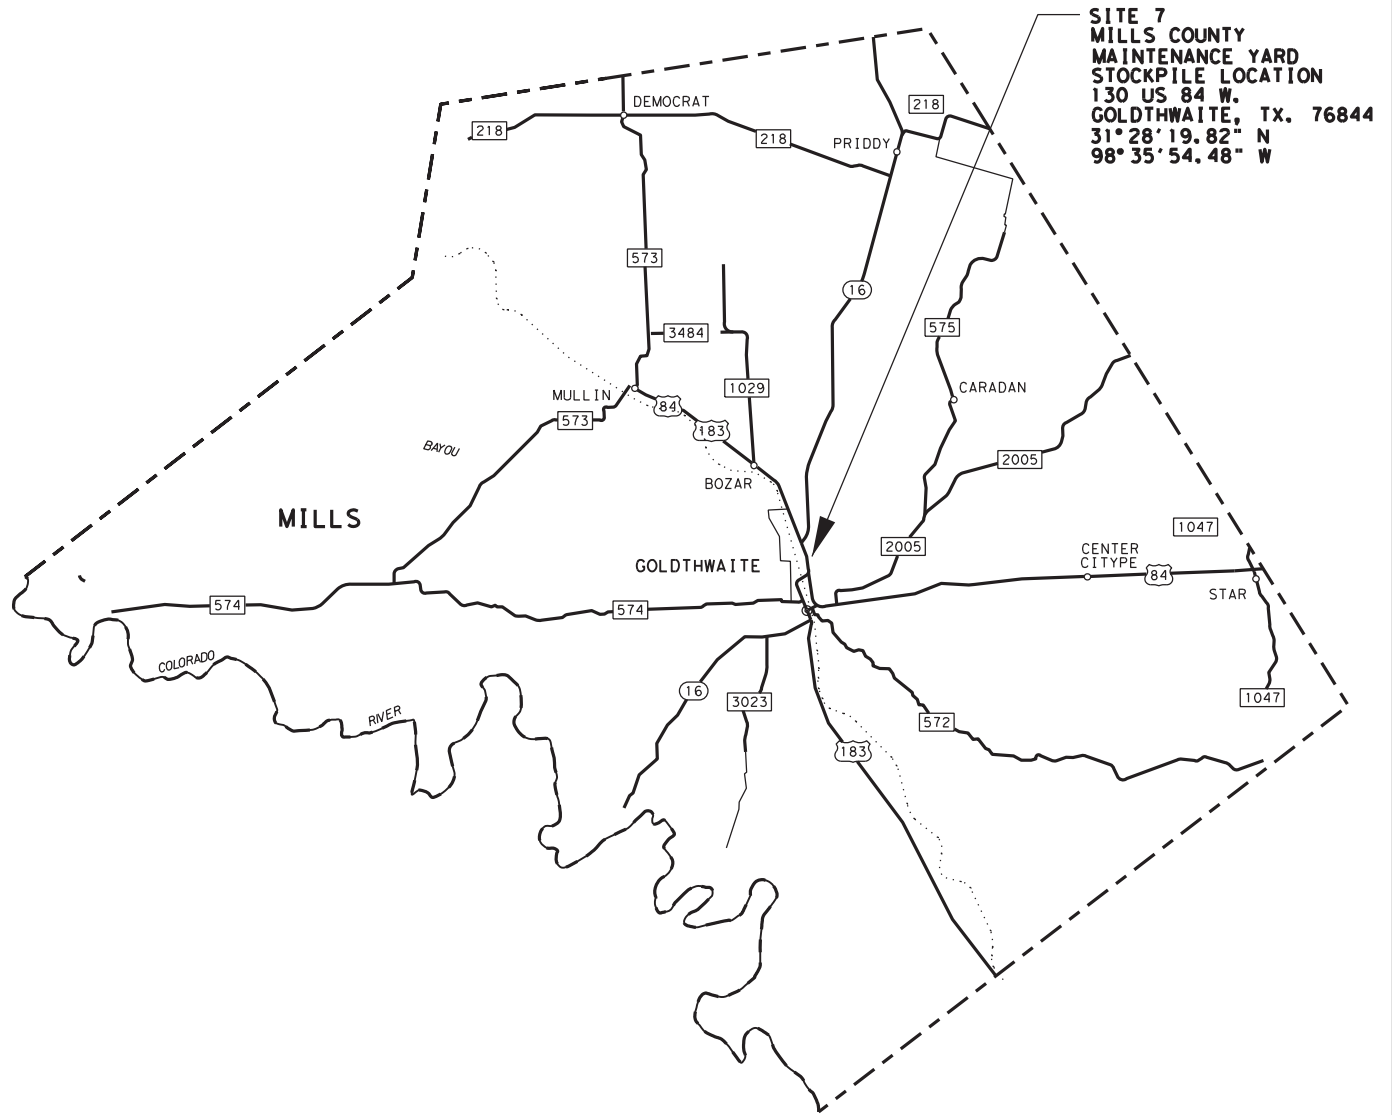 SITE 7
MILLS COUNTY
MAINTENANCE YARD
STOCKPILE LOCATION
130 US 84 W.
GOLDTHWAITE, TX. 76844
31°28'19.82" N
98°35'54.48" W
DEMOCRAT
218
218
218
PRIDDY
573
16
3484
575
1029
CARADAN
MULLIN
84
573
183
BAYOU
2005
BOZAR
MILLS
1047
2005
CENTER
CITYPE
GOLDTHWAITE
84
STAR
574
574
COLORADO
16
3023
1047
RIVER
572
183